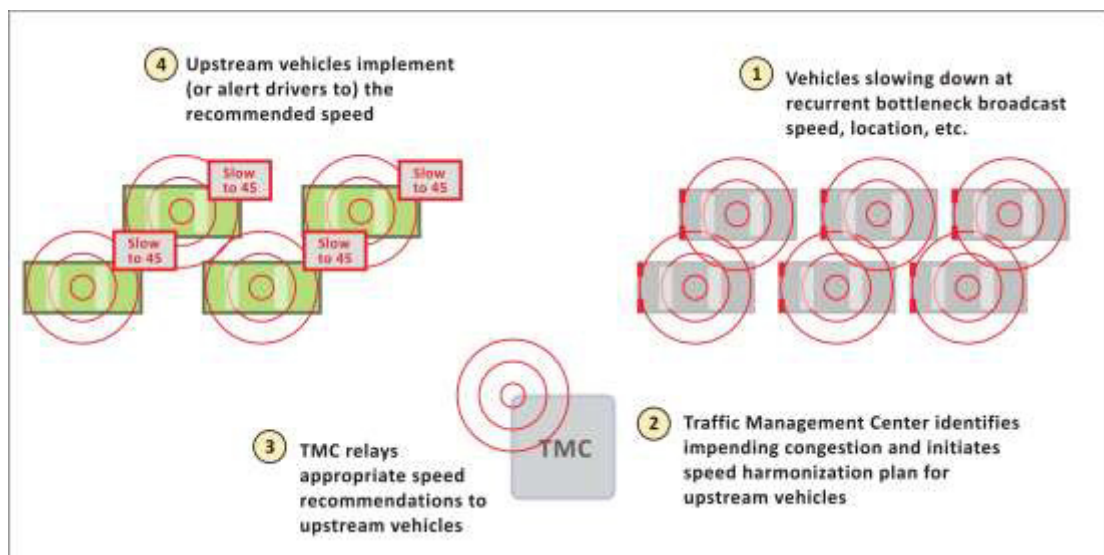 4
Upstream vehicles implement
(or alert drivers to) the
recommended speed
1
Vehicles slowing down at
recurrent bottleneck broadcast
speed, location, etc.
Slow
to 45
Slow
to 45
Slow
to 45
Slow
to 45
TMC
3
TMC relays
appropriate speed
recommendations to
upstream vehicles
2
Traffic Management Center identifies
impending congestion and initiates
speed harmonization plan for
upstream vehicles